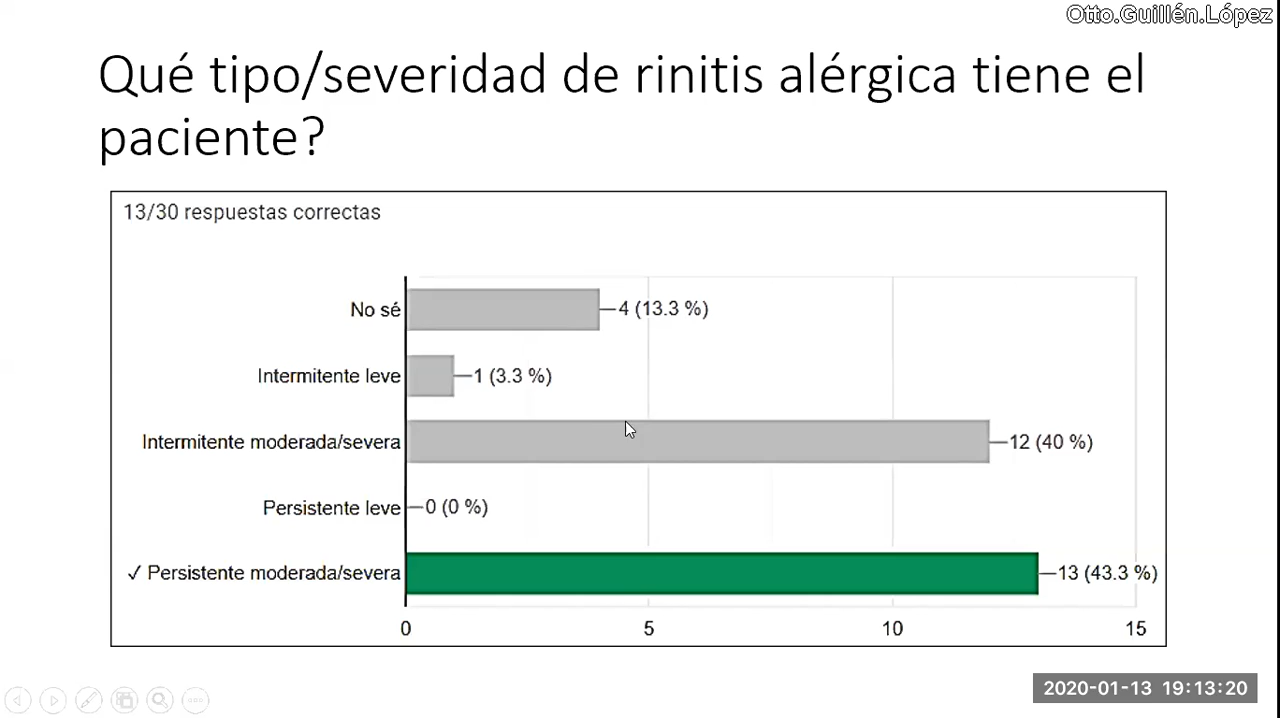 Otto.Guillén.López
Qué tipo/severidad de rinitis alérgica tiene el
paciente?
13/30 respuestas correctas
No sé
4 (13.3 %)
Intermitente leve
1 (3.3 %)
Intermitente moderada/severa
12 (40 %)
Persistente leve
0 (0 %)
✓ Persistente moderada/severa
13 (43.3 %)
0 5 10 15
2020-01-13 19:13:20